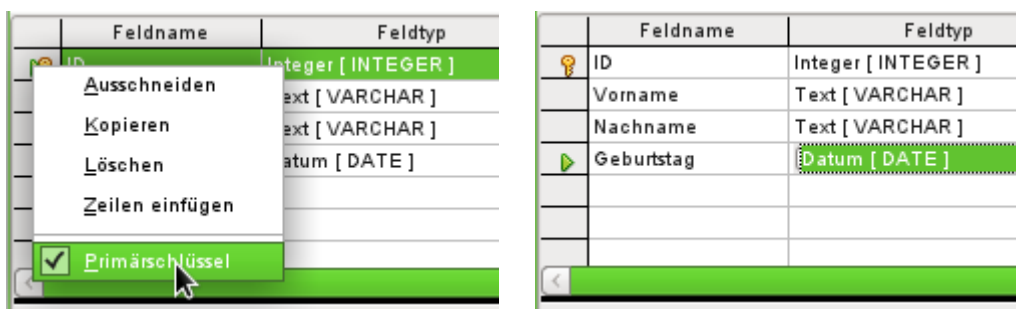 Feldname Feldtyp
ID Integer [ INTEGER ]
Ausschneiden
ext [ VARCHAR ]
Kopieren
ext [ VARCHAR ]
Löschen
atum [ DATE ]
Zeilen einfügen
Primärschlüssel
Feldname Feldtyp
ID Integer [ INTEGER ]
Vorname Text [ VARCHAR ]
Nachname Text [ VARCHAR ]
Geburtstag Datum [ DATE ]